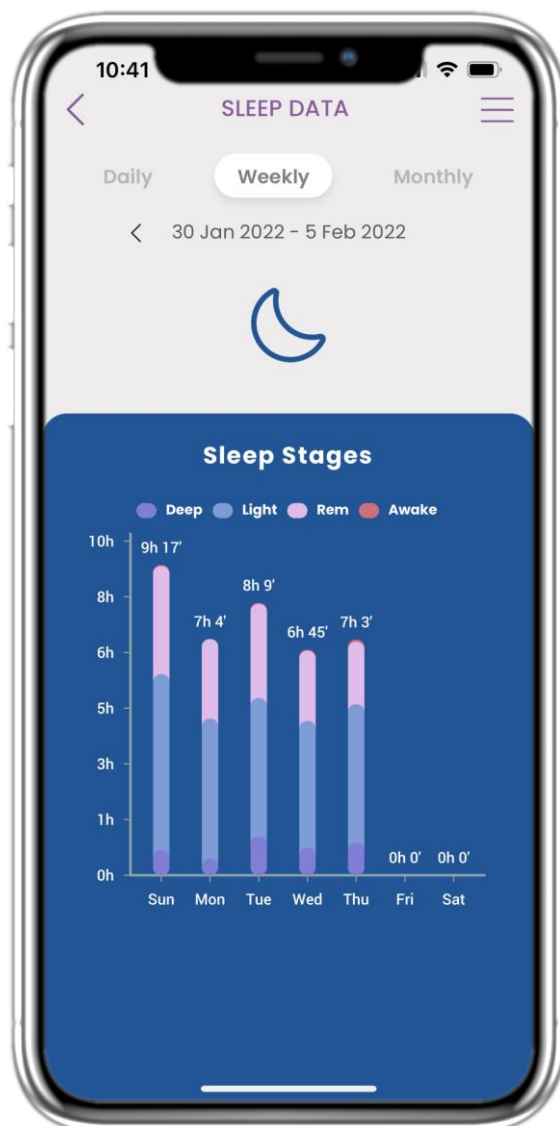 10:41
SLEEP DATA
Daily Weekly Monthly
30 Jan 2022 - 5 Feb 2022
Sleep Stages
Deep Light Rem Awake
10h
9h 17'
8h 9'
8h
7h 4'
6h 45'
7h 3'
6h
5h
3h
1h
0h 0' 0h 0'
0h
Sun Mon Tue Wed Thu Fri Sat